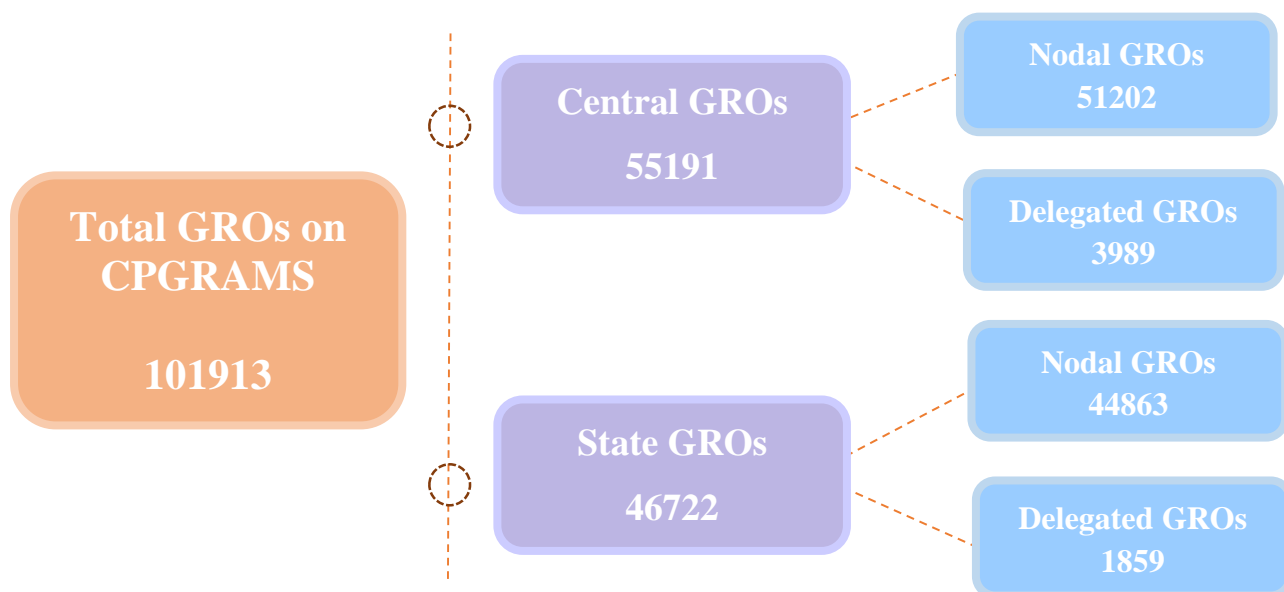 Total GROs on
CPGRAMS
101913
Central GROs
55191
Nodal GROs
51202
Delegated GROs
3989
State GROs
46722
Nodal GROs
44863
Delegated GROs
1859